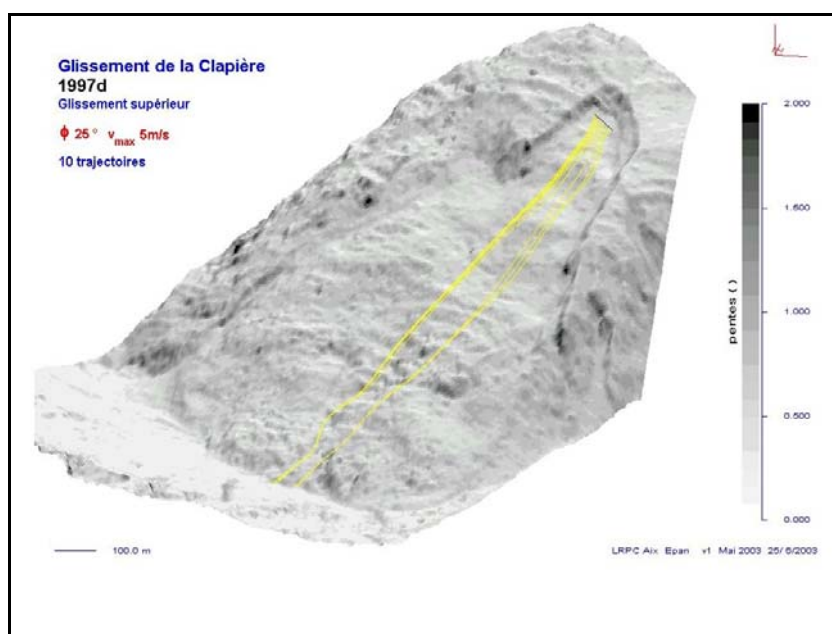 Glissement de la Clapière
1997d
Glissement supérieur
ϕ 25° vmax 5m/s
10 trajectoires
2.000
1.500
1.000
0.500
0.000
pentes ()
100.0 m
LRPC Aix Epan v1 Mai 2003 25/6/2003